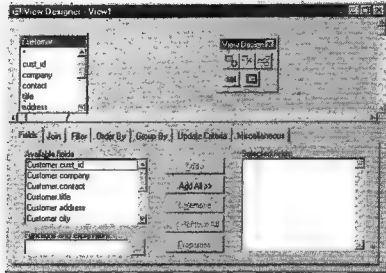 View Designer - View1
Customer
cust_id
company
contact
title
address
View Design
Fields Join Filter Order By Group By Update Criteria Miscellaneous
Available fields
Selected fields
Customer.cust_id
Customer.company
Customer.contact
Customer.title
Customer.address
Customer.city
Add All >>
Functions and expressions